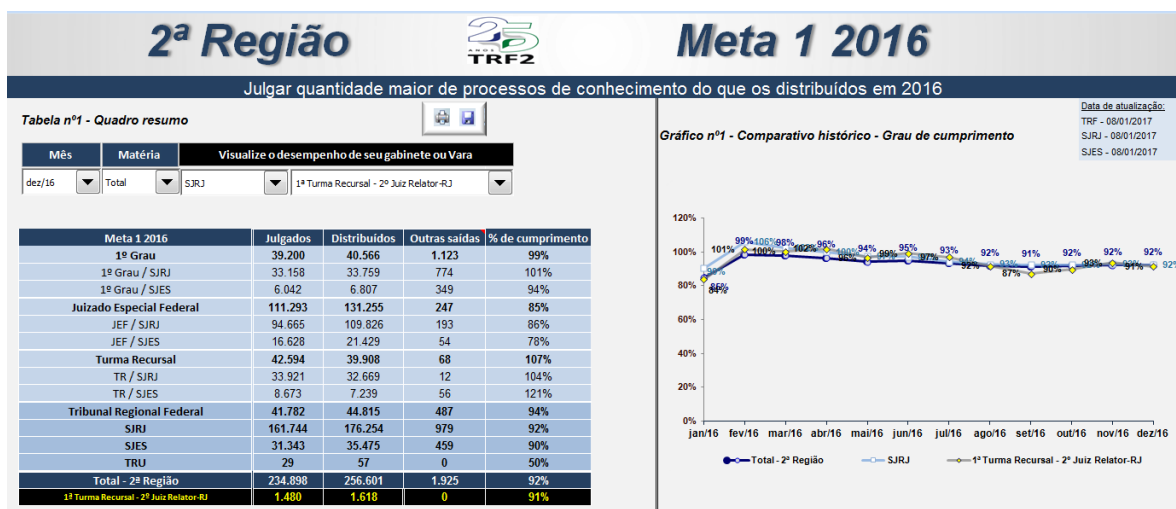 2ª Região
25
ANOS
TRF2
Meta 1 2016
Julgar quantidade maior de processos de conhecimento do que os distribuídos em 2016
Tabela nº1 - Quadro resumo
Mês Matéria Visualize o desempenho de seu gabinete ou Vara
dez/16 Total SJRJ 1ª Turma Recursal - 2º Juiz Relator-RJ
Meta 1 2016 Julgados Distribuídos Outras saídas % de cumprimento
1º Grau 39.200 40.566 1.123 99%
1º Grau / SJRJ 33.158 33.759 774 101%
1º Grau / SJES 6.042 6.807 349 94%
Juizado Especial Federal 111.293 131.255 247 85%
JEF / SJRJ 94.665 109.826 193 86%
JEF / SJES 16.628 21.429 54 78%
Turma Recursal 42.594 39.908 68 107%
TR / SJRJ 33.921 32.669 12 104%
TR / SJES 8.673 7.239 56 121%
Tribunal Regional Federal 41.782 44.815 487 94%
SJRJ 161.744 176.254 979 92%
SJES 31.343 35.475 459 90%
TRU 29 57 0 50%
Total - 2ª Região 234.898 256.601 1.925 92%
1ª Turma Recursal - 2º Juiz Relator-RJ 1.480 1.618 0 91%
Data de atualização:
TRF - 08/01/2017
SJRJ - 08/01/2017
SJES - 08/01/2017
Gráfico nº1 - Comparativo histórico - Grau de cumprimento
120%
100%
80%
60%
40%
20%
0%
99% 98% 96% 94% 95% 93% 92% 91% 92% 92% 92%
101% 106% 100% 102% 99% 97% 92% 87% 90% 93% 91% 92%
85%
84%
jan/16 fev/16 mar/16 abr/16 mai/16 jun/16 jul/16 ago/16 set/16 out/16 nov/16 dez/16
Total - 2ª Região SJRJ 1ª Turma Recursal - 2º Juiz Relator-RJ